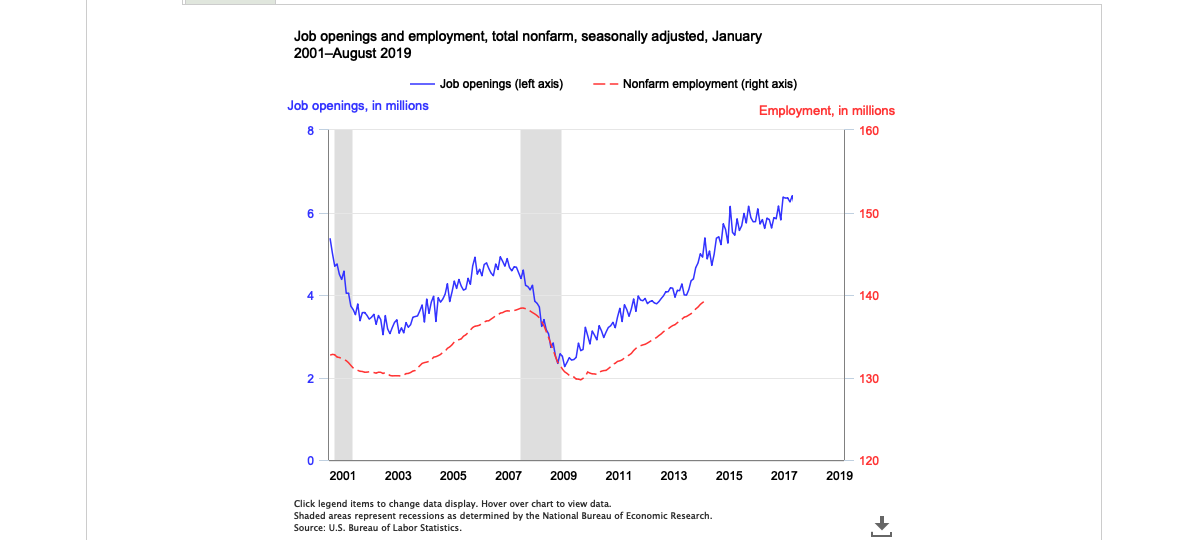 Job openings and employment, total nonfarm, seasonally adjusted, January
2001–August 2019
Job openings (left axis) Nonfarm employment (right axis)
Job openings, in millions
Employment, in millions
8 160
6 150
4 140
2 130
0 120
2001 2003 2005 2007 2009 2011 2013 2015 2017 2019
Click legend items to change data display. Hover over chart to view data.
Shaded areas represent recessions as determined by the National Bureau of Economic Research.
Source: U.S. Bureau of Labor Statistics.